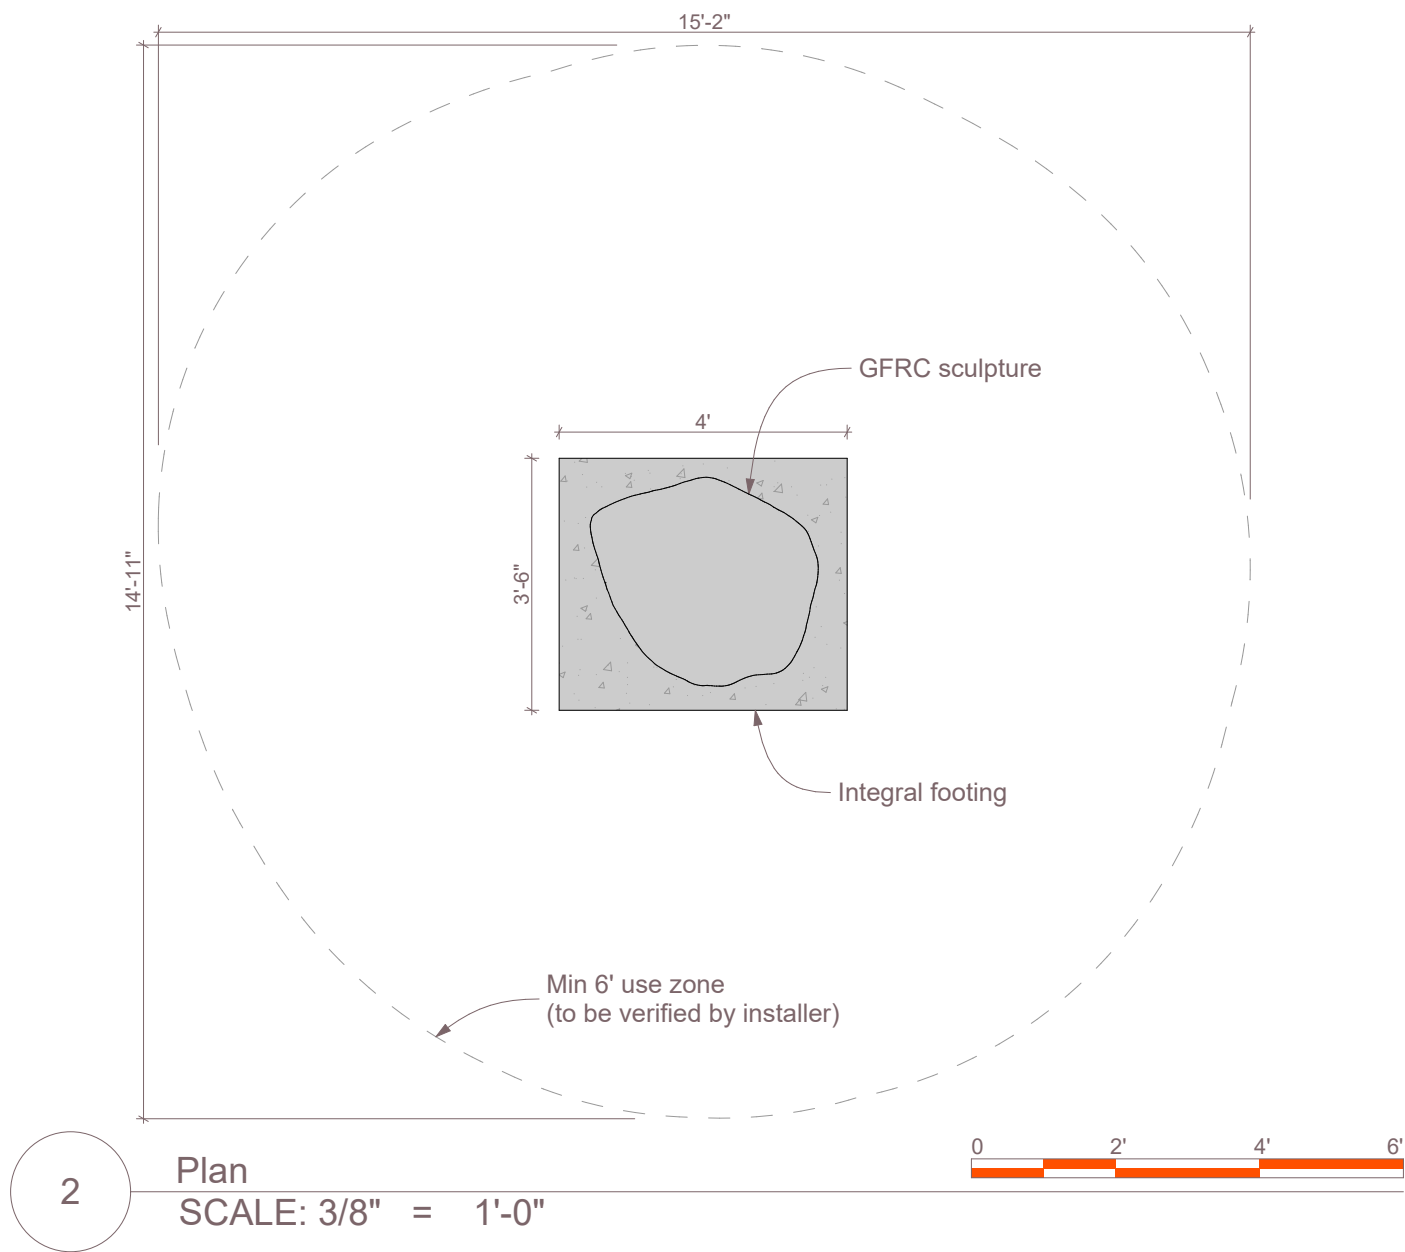 15'-2"
GFRC sculpture
4'
14'-11"
3'-6"
Integral footing
Min 6' use zone
(to be verified by installer)
0 2' 4' 6'
2
Plan
SCALE: 3/8" = 1'-0"